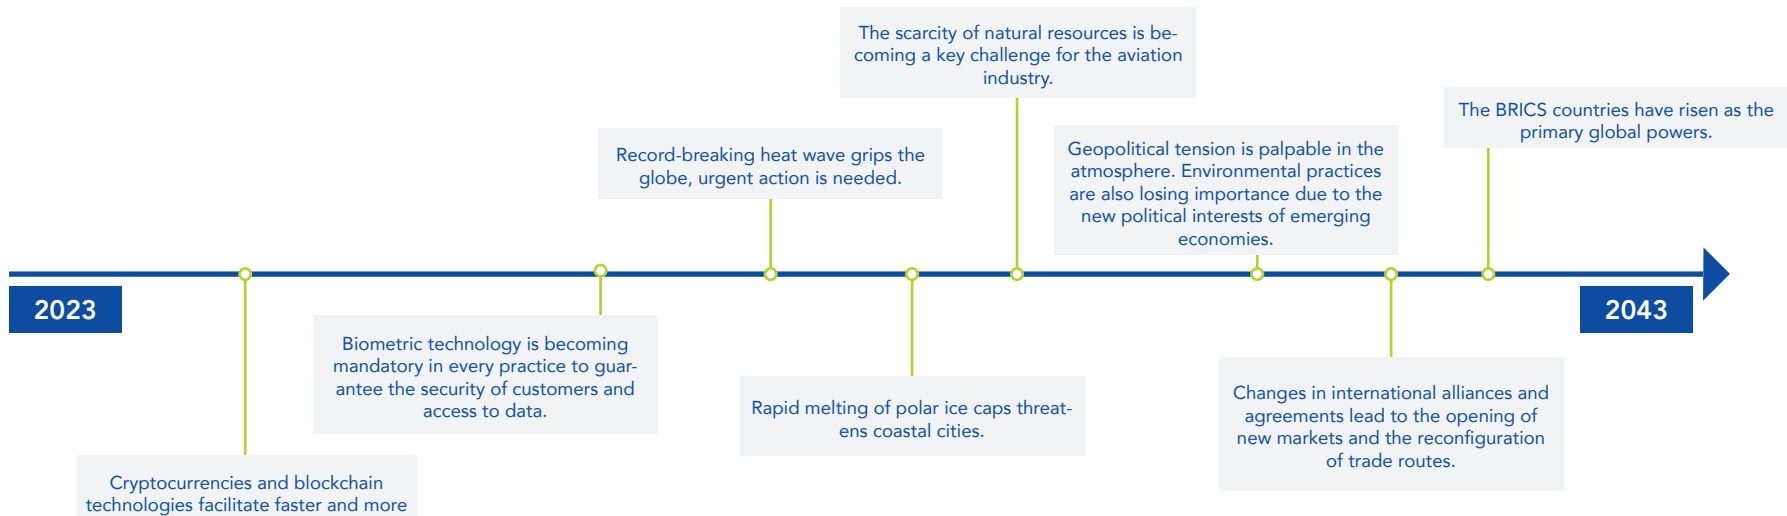 The scarcity of natural resources is be-
coming a key challenge for the aviation
industry.
The BRICS countries have risen as the
primary global powers.
Record-breaking heat wave grips the
globe, urgent action is needed.
Geopolitical tension is palpable in the
atmosphere. Environmental practices
are also losing importance due to the
new political interests of emerging
economies.
2023
2043
Biometric technology is becoming
mandatory in every practice to guar-
antee the security of customers and
access to data.
Rapid melting of polar ice caps threat-
ens coastal cities.
Changes in international alliances and
agreements lead to the opening of
new markets and the reconfiguration
of trade routes.
Cryptocurrencies and blockchain
technologies facilitate faster and more